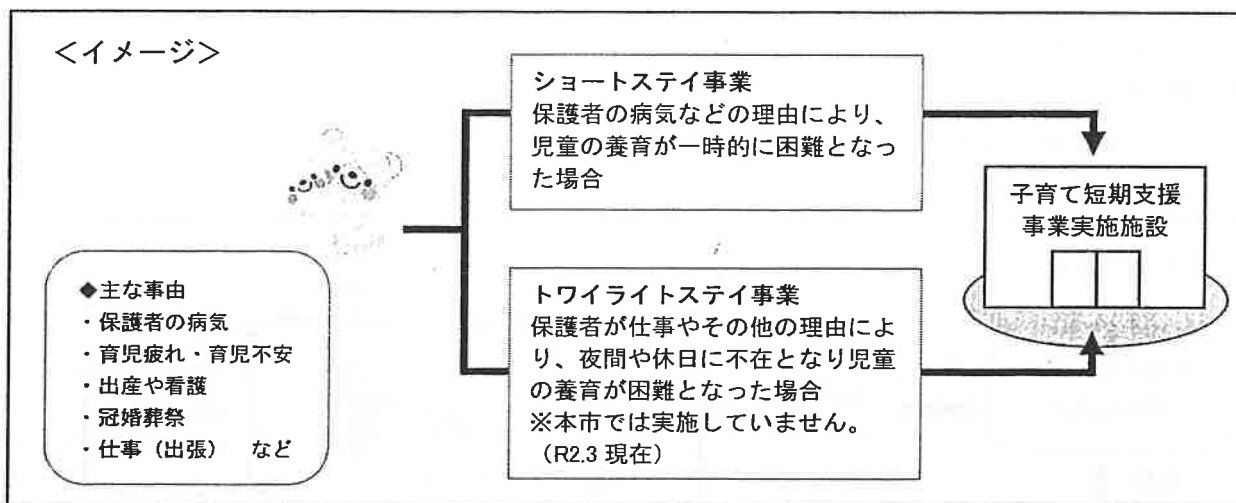 ＜イメージ＞
ショートステイ事業
保護者の病気などの理由により、
児童の養育が一時的に困難となっ
た場合
子育て短期支援
事業実施施設
◆主な事由
・保護者の病気
・育児疲れ・育児不安
・出産や看護
・冠婚葬祭
・仕事（出張）　など
トワイライトステイ事業
保護者が仕事やその他の理由によ
り、夜間や休日に不在となり児童
の養育が困難となった場合
※本市では実施していません。
（R2.3 現在）